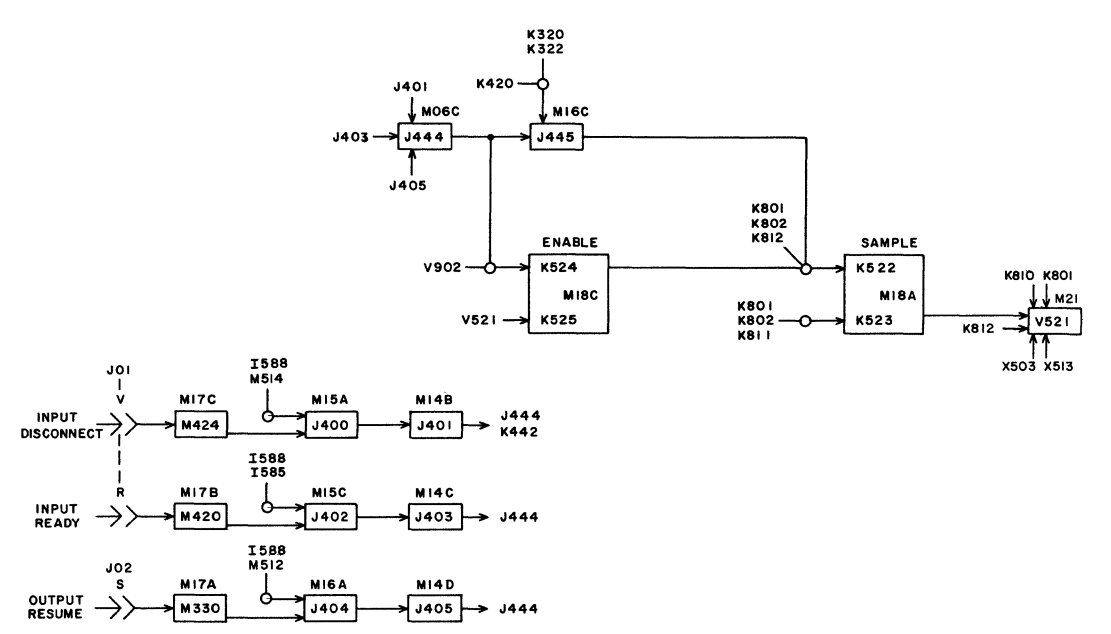 K320
K322
K420
J401
M06C
M16C
J403
J444
J445
J405
K801
K802
K812
ENABLE
SAMPLE
V902
K524
K522
K810 K801
M18C
M18A
M21
K801
K802
K811
V521
K525
K523
K812
V521
X503 X513
J01
V
I588
M514
M17C
M15A
M14B
INPUT
DISCONNECT
M424
J400
J401
J444
K442
I588
I585
R
M17B
M15C
M14C
INPUT
READY
M420
J402
J403
J444
J02
S
I588
M512
M17A
M16A
M14D
OUTPUT
RESUME
M330
J404
J405
J444